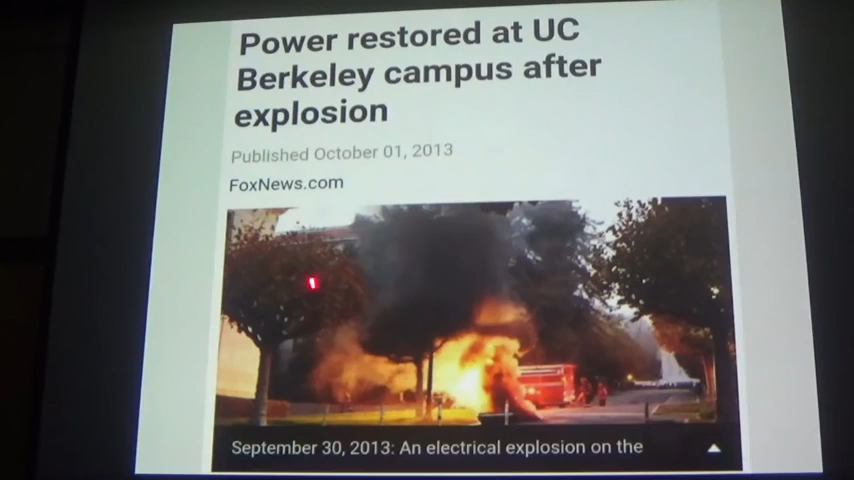 Power restored at UC
Berkeley campus after
explosion
Published October 01, 2013
FoxNews.com
September 30, 2013: An electrical explosion on the